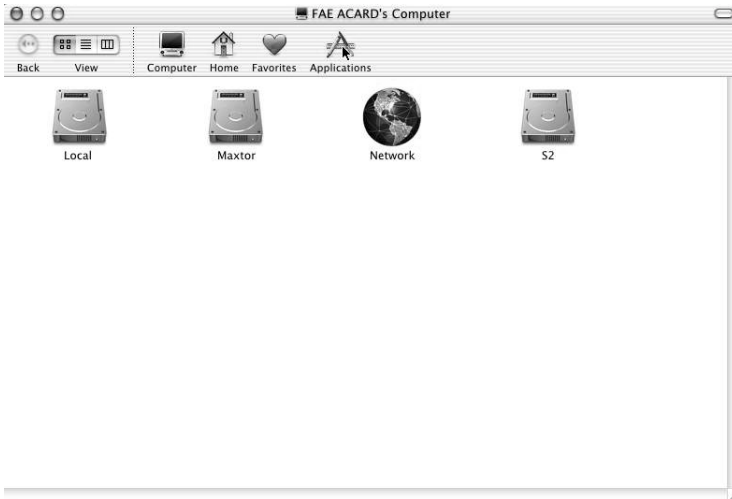 FAE ACARD's Computer
Back View Computer Home Favorites Applications
Local Maxtor Network S2